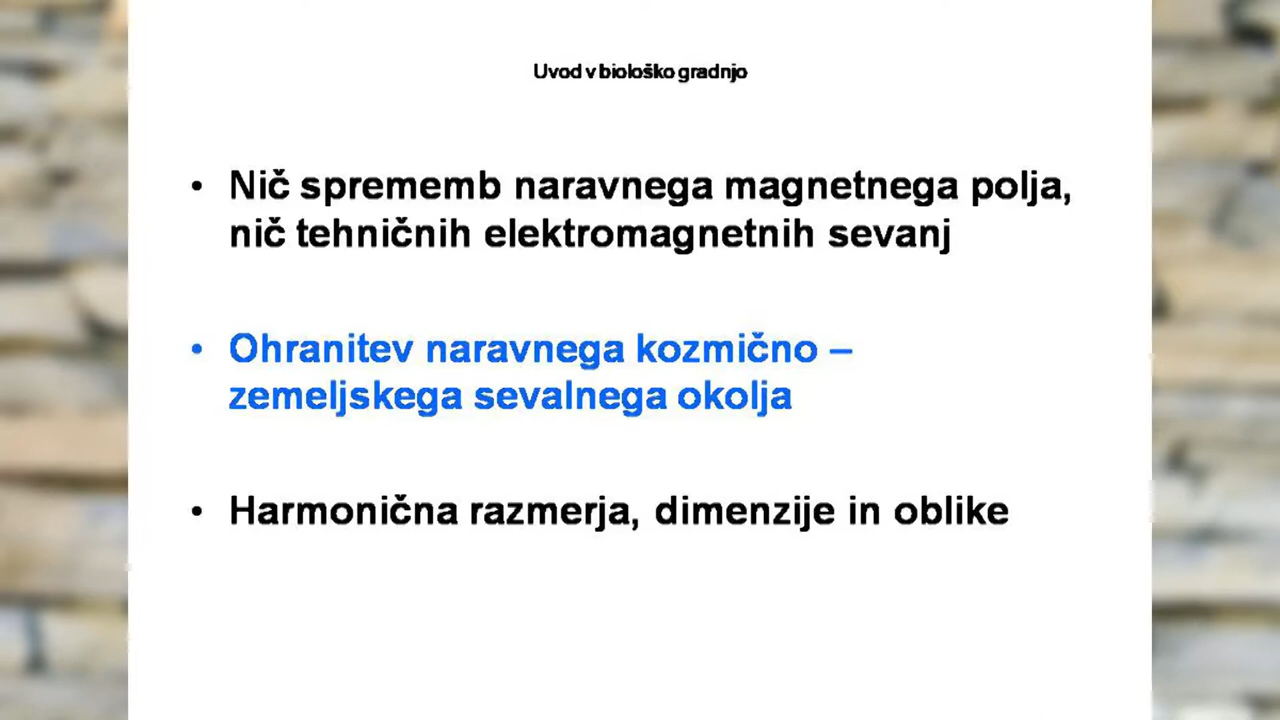 Uvod v biološko gradnjo
• Nič sprememb naravnega magnetnega polja,
nič tehničnih elektromagnetnih sevanj
• Ohranitev naravnega kozmično –
zemeljskega sevalnega okolja
• Harmonična razmerja, dimenzije in oblike